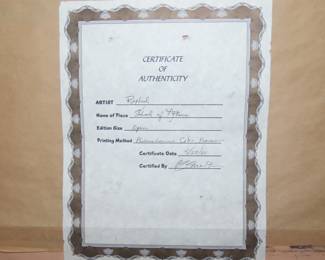 CERTIFICATE
OF
AUTHENTICITY
ARTIST Raphael
Name of Piece School of Athens
Edition Size Open
Printing Method
Certificate Date
Certified By